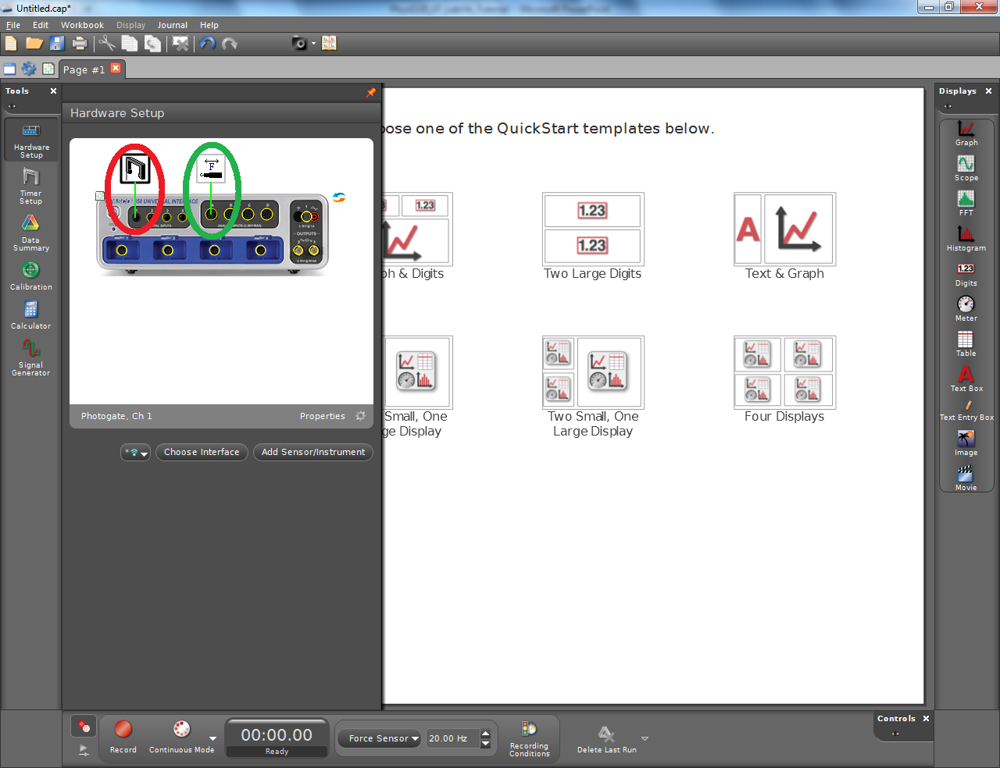 Untitled.cap*
File Edit Workbook Display Journal Help
Page #1
Tools
Displays
Hardware Setup
Hardware
Setup
Timer
Setup
Data
Summary
Calibration
Calculator
Signal
Generator
850 UNIVERSAL INTERFACE
F
OUTPUTS
Photogate, Ch 1 Properties
Choose Interface Add Sensor/Instrument
ose one of the QuickStart templates below.
1.23
1.23
1.23
A
ph & Digits Two Large Digits Text & Graph
Small, One
ge Display
Two Small, One
Large Display
Four Displays
Graph
Scope
FFT
Histogram
1.23
Digits
Meter
Table
A
Text Box
Text Entry Box
Image
Movie
Record
Continuous Mode
00:00.00
Ready
Force Sensor
20.00 Hz
Recording
Conditions
Delete Last Run
Controls